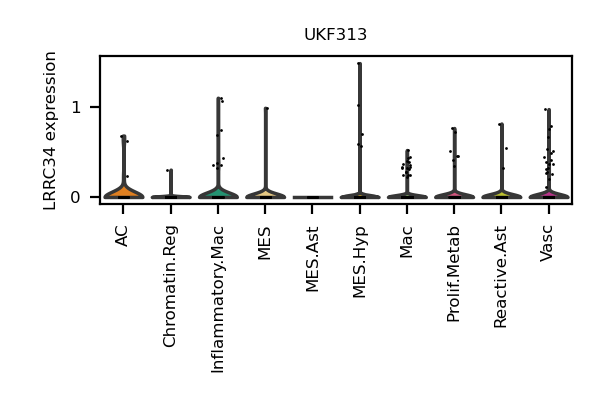 UKF313
LRRC34 expression
1
0
AC
Chromatin.Reg
Inflammatory.Mac
MES
MES.Ast
MES.Hyp
Mac
Prolif.Metab
Reactive.Ast
Vasc